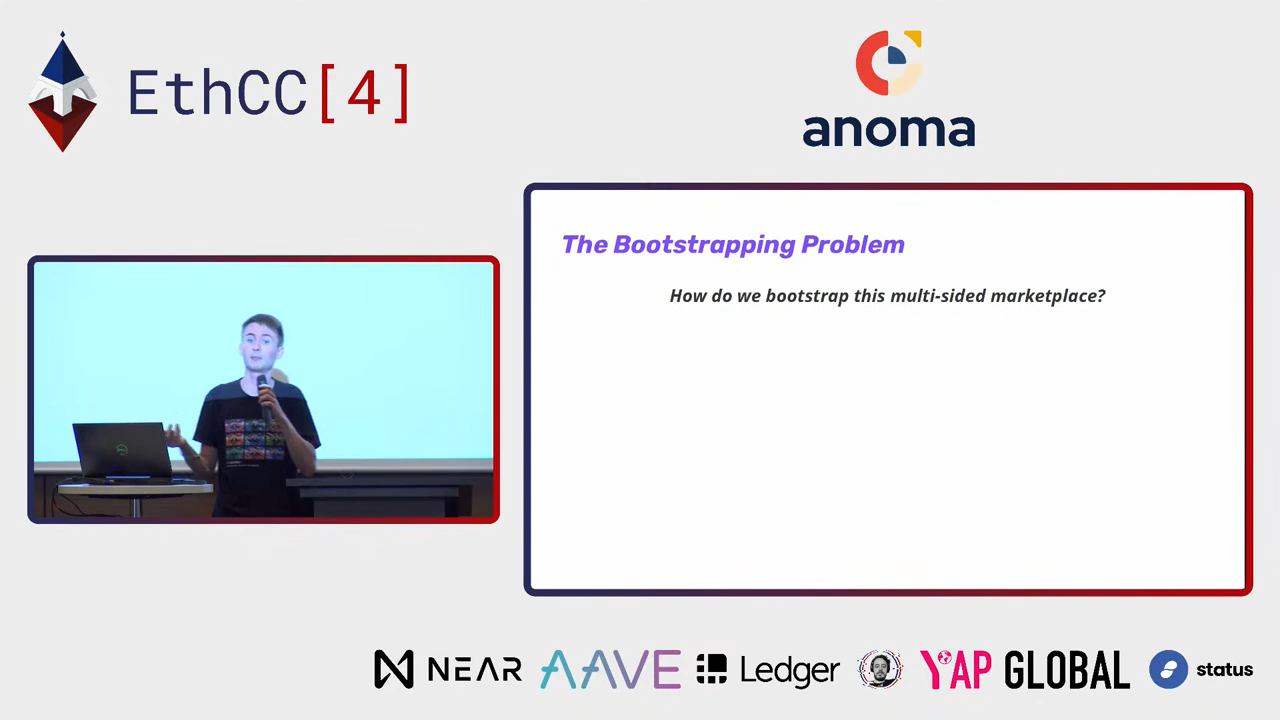 EthCC[4]
anoma
The Bootstrapping Problem
How do we bootstrap this multi-sided marketplace?
NEAR
AAVE
Ledger
YAP GLOBAL
status